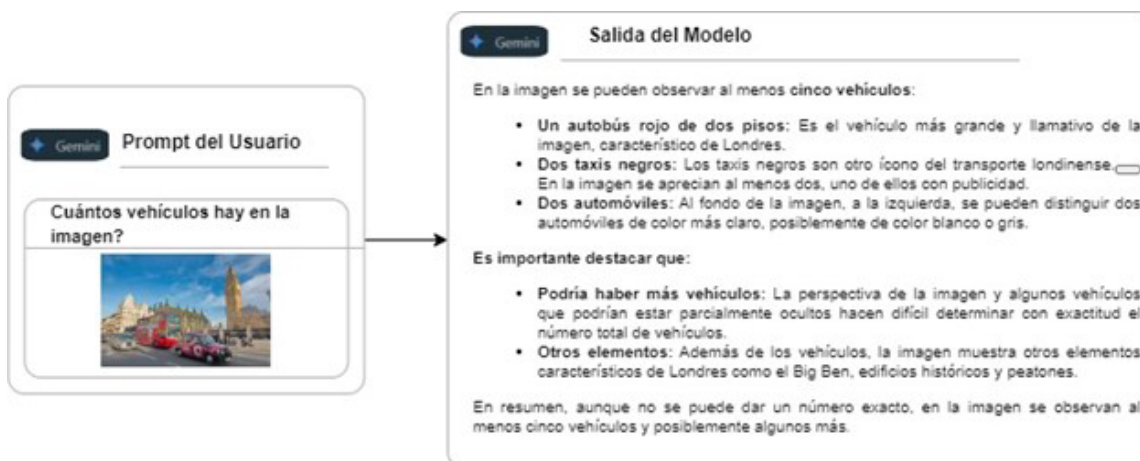 Gemini
Prompt del Usuario
Cuántos vehículos hay en la
imagen?
Gemini
Salida del Modelo
En la imagen se pueden observar al menos cinco vehículos:
• Un autobús rojo de dos pisos: Es el vehículo más grande y llamativo de la
imagen, característico de Londres.
• Dos taxis negros: Los taxis negros son otro ícono del transporte londinense.
En la imagen se aprecian al menos dos, uno de ellos con publicidad.
• Dos automóviles: Al fondo de la imagen, a la izquierda, se pueden distinguir dos
automóviles de color más claro, posiblemente de color blanco o gris.
Es importante destacar que:
• Podría haber más vehículos: La perspectiva de la imagen y algunos vehículos
que podrían estar parcialmente ocultos hacen difícil determinar con exactitud el
número total de vehículos.
• Otros elementos: Además de los vehículos, la imagen muestra otros elementos
característicos de Londres como el Big Ben, edificios históricos y peatones.
En resumen, aunque no se puede dar un número exacto, en la imagen se observan al
menos cinco vehículos y posiblemente algunos más.